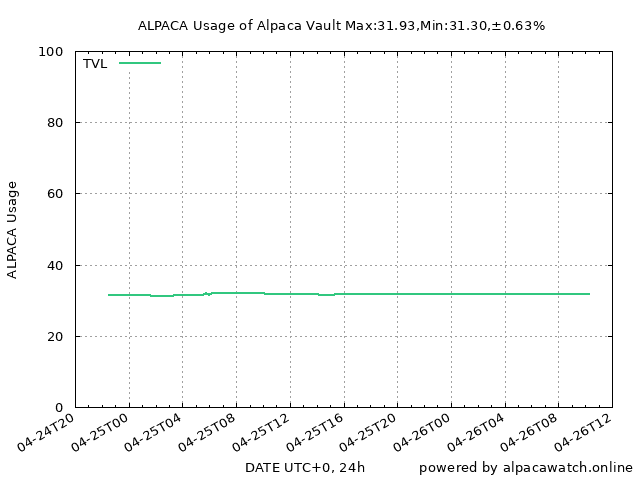 ALPACA Usage of Alpaca Vault Max:31.93,Min:31.30,±0.63%
100
TVL
80
60
ALPACA Usage
40
20
0
04-24T20
04-25T00
04-25T04
04-25T08
04-25T12
04-25T16
04-25T20
04-26T00
04-26T04
04-26T08
04-26T12
DATE UTC+0, 24h
powered by alpacawatch.online